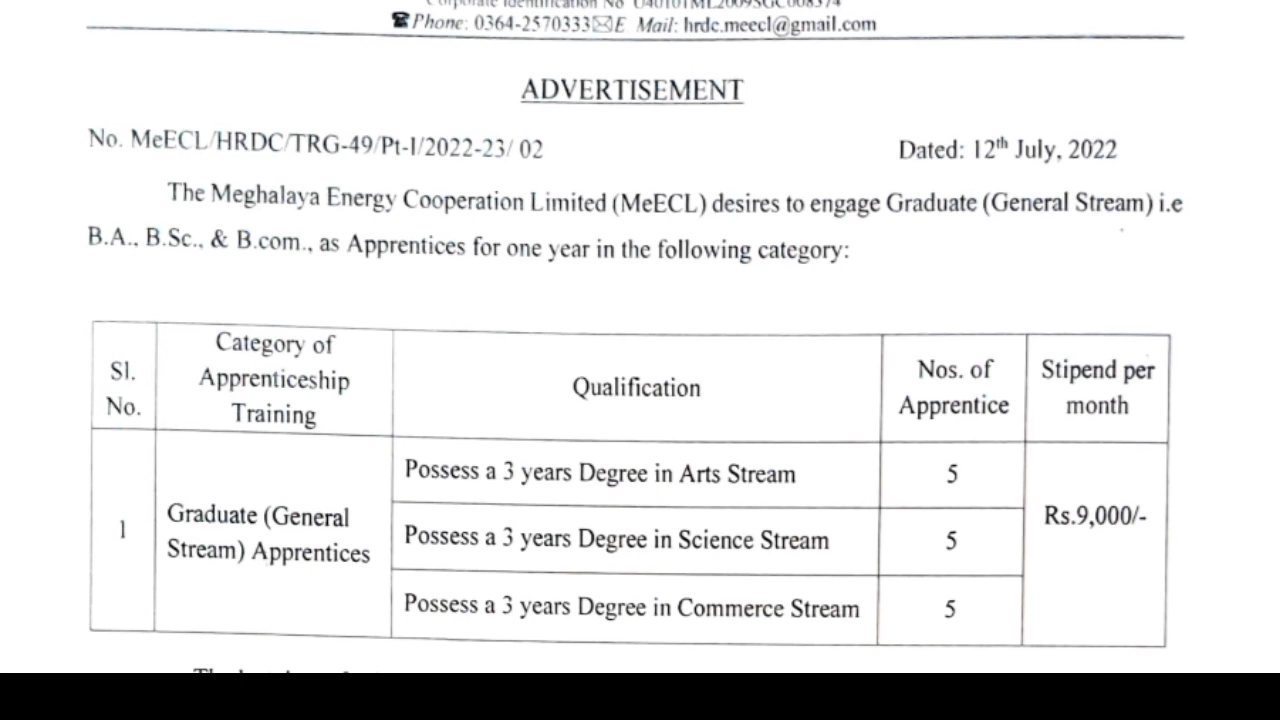 Corporate Identification No
☎Phone: 0364-2570333✉E Mail: hrdc.meecl@gmail.com
ADVERTISEMENT
No. MeECL/HRDC/TRG-49/Pt-I/2022-23/ 02
Dated: 12th July, 2022
The Meghalaya Energy Cooperation Limited (MeECL) desires to engage Graduate (General Stream) i.e
B.A., B.Sc., & B.com., as Apprentices for one year in the following category:
Sl.
No.
Category of
Apprenticeship
Training
Qualification
Nos. of
Apprentice
Stipend per
month
1
Graduate (General
Stream) Apprentices
Possess a 3 years Degree in Arts Stream
5
Possess a 3 years Degree in Science Stream
5
Possess a 3 years Degree in Commerce Stream
5
Rs.9,000/-